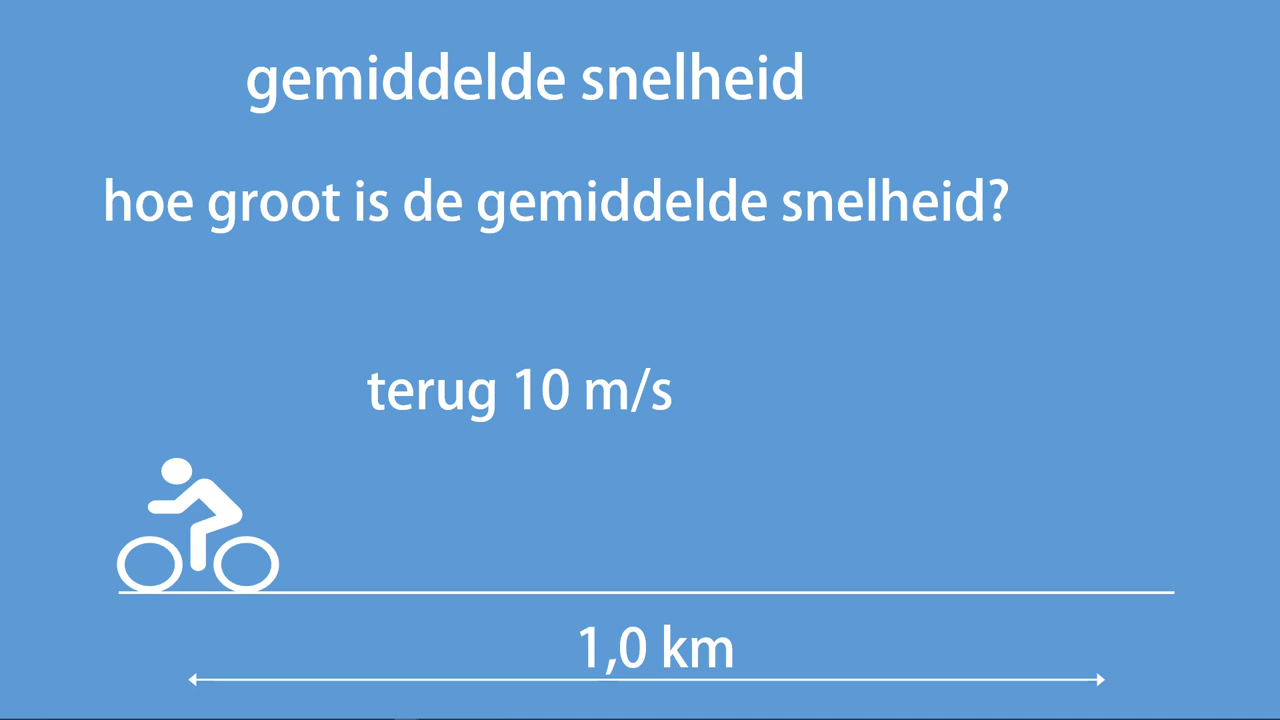 gemiddelde snelheid
hoe groot is de gemiddelde snelheid?
terug 10 m/s
1,0 km